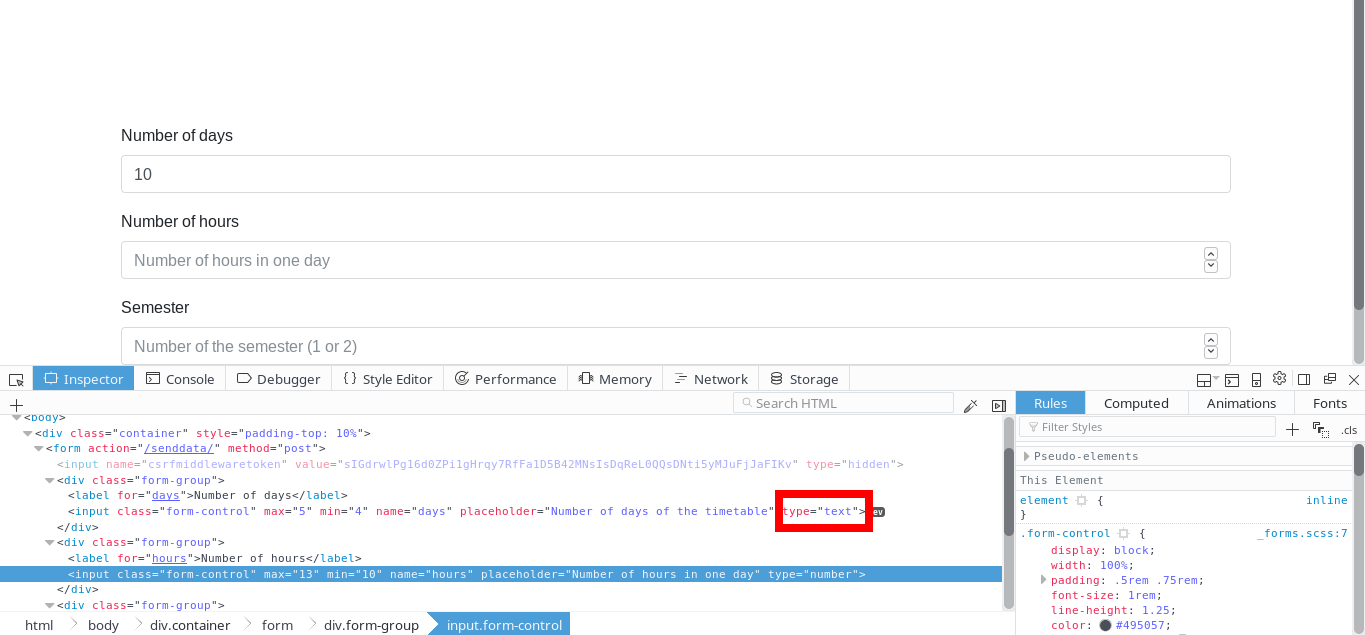 Number of days
10
Number of hours
Number of hours in one day
Semester
Number of the semester (1 or 2)
Inspector Console Debugger {} Style Editor Performance Memory Network Storage
+ Search HTML
Rules Computed Animations Fonts
<body>
<div class="container" style="padding-top: 10%">
<form action="/senddata/" method="post">
<input name="csrfmiddlewaretoken" value="sIGdrwlPg16d0ZPi1gHrqy7RfFa1D5B42MNsIsDqReL0QQsDNti5yMJuFjJaFIKv" type="hidden">
<div class="form-group">
<label for="days">Number of days</label>
<input class="form-control" max="5" min="4" name="days" placeholder="Number of days of the timetable" type="text"> ev
</div>
<div class="form-group">
<label for="hours">Number of hours</label>
<input class="form-control" max="13" min="10" name="hours" placeholder="Number of hours in one day" type="number">
</div>
<div class="form-group">
html body div.container form div.form-group input.form-control
Filter Styles + .cls
Pseudo-elements
This Element
element { inline
}
.form-control { _forms.scss:7
display: block;
width: 100%;
padding: .5rem .75rem;
font-size: 1rem;
line-height: 1.25;
color: #495057;